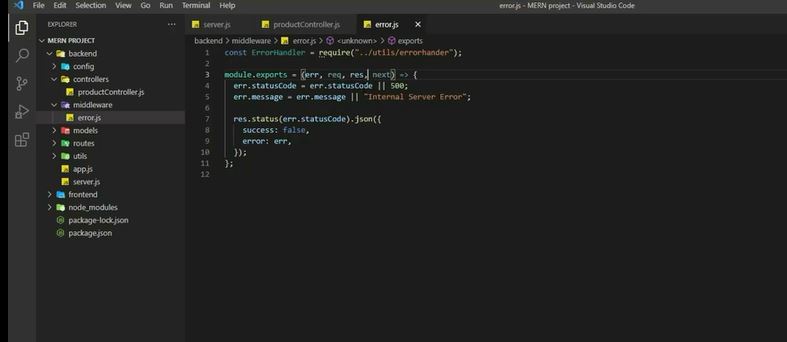 File Edit Selection View Go Run Terminal Help
error.js - MERN project - Visual Studio Code
EXPLORER
MERN PROJECT
backend
config
controllers
productController.js
middleware
error.js
models
routes
utils
app.js
server.js
frontend
node_modules
package-lock.json
package.json
server.js productController.js error.js
backend > middleware > error.js > <unknown> > exports
1 const ErrorHandler = require("../utils/errorhander");
2
3 module.exports = (err, req, res, next) => {
4 err.statusCode = err.statusCode || 500;
5 err.message = err.message || "Internal Server Error";
6
7 res.status(err.statusCode).json({
8 success: false,
9 error: err,
10 });
11 };
12